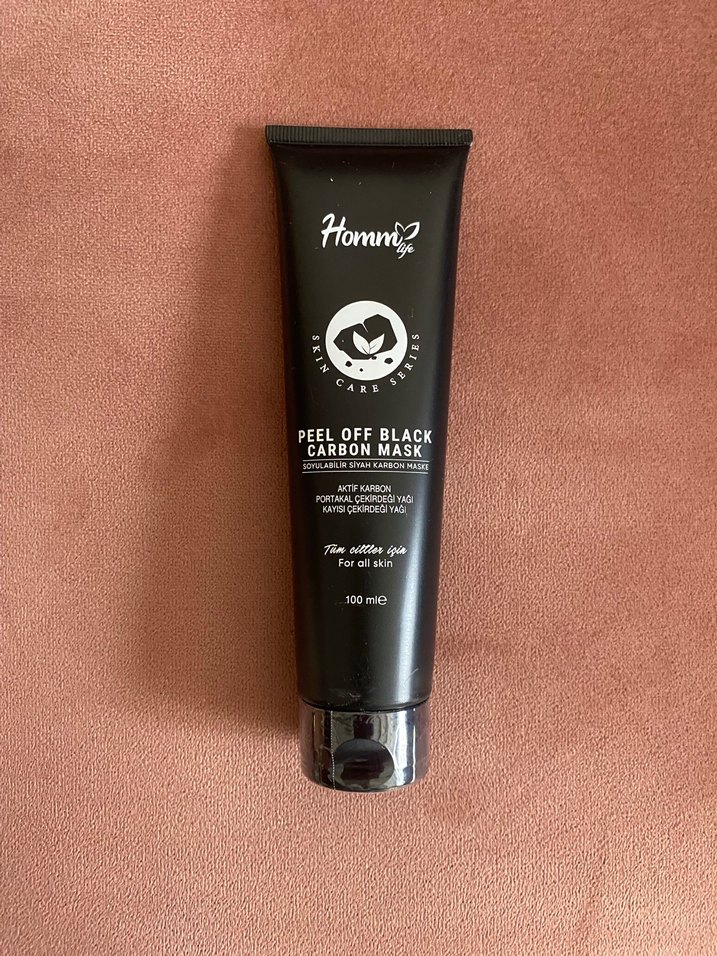 Homm
life
SKIN CARE SERIES
PEEL OFF BLACK
CARBON MASK
SOYULABİLİR SİYAH KARBON MASKE
AKTİF KARBON
PORTAKAL ÇEKİRDEĞİ YAĞI
KAYISI ÇEKİRDEĞİ YAĞI
Tüm ciltler için
For all skin
100 ml℮